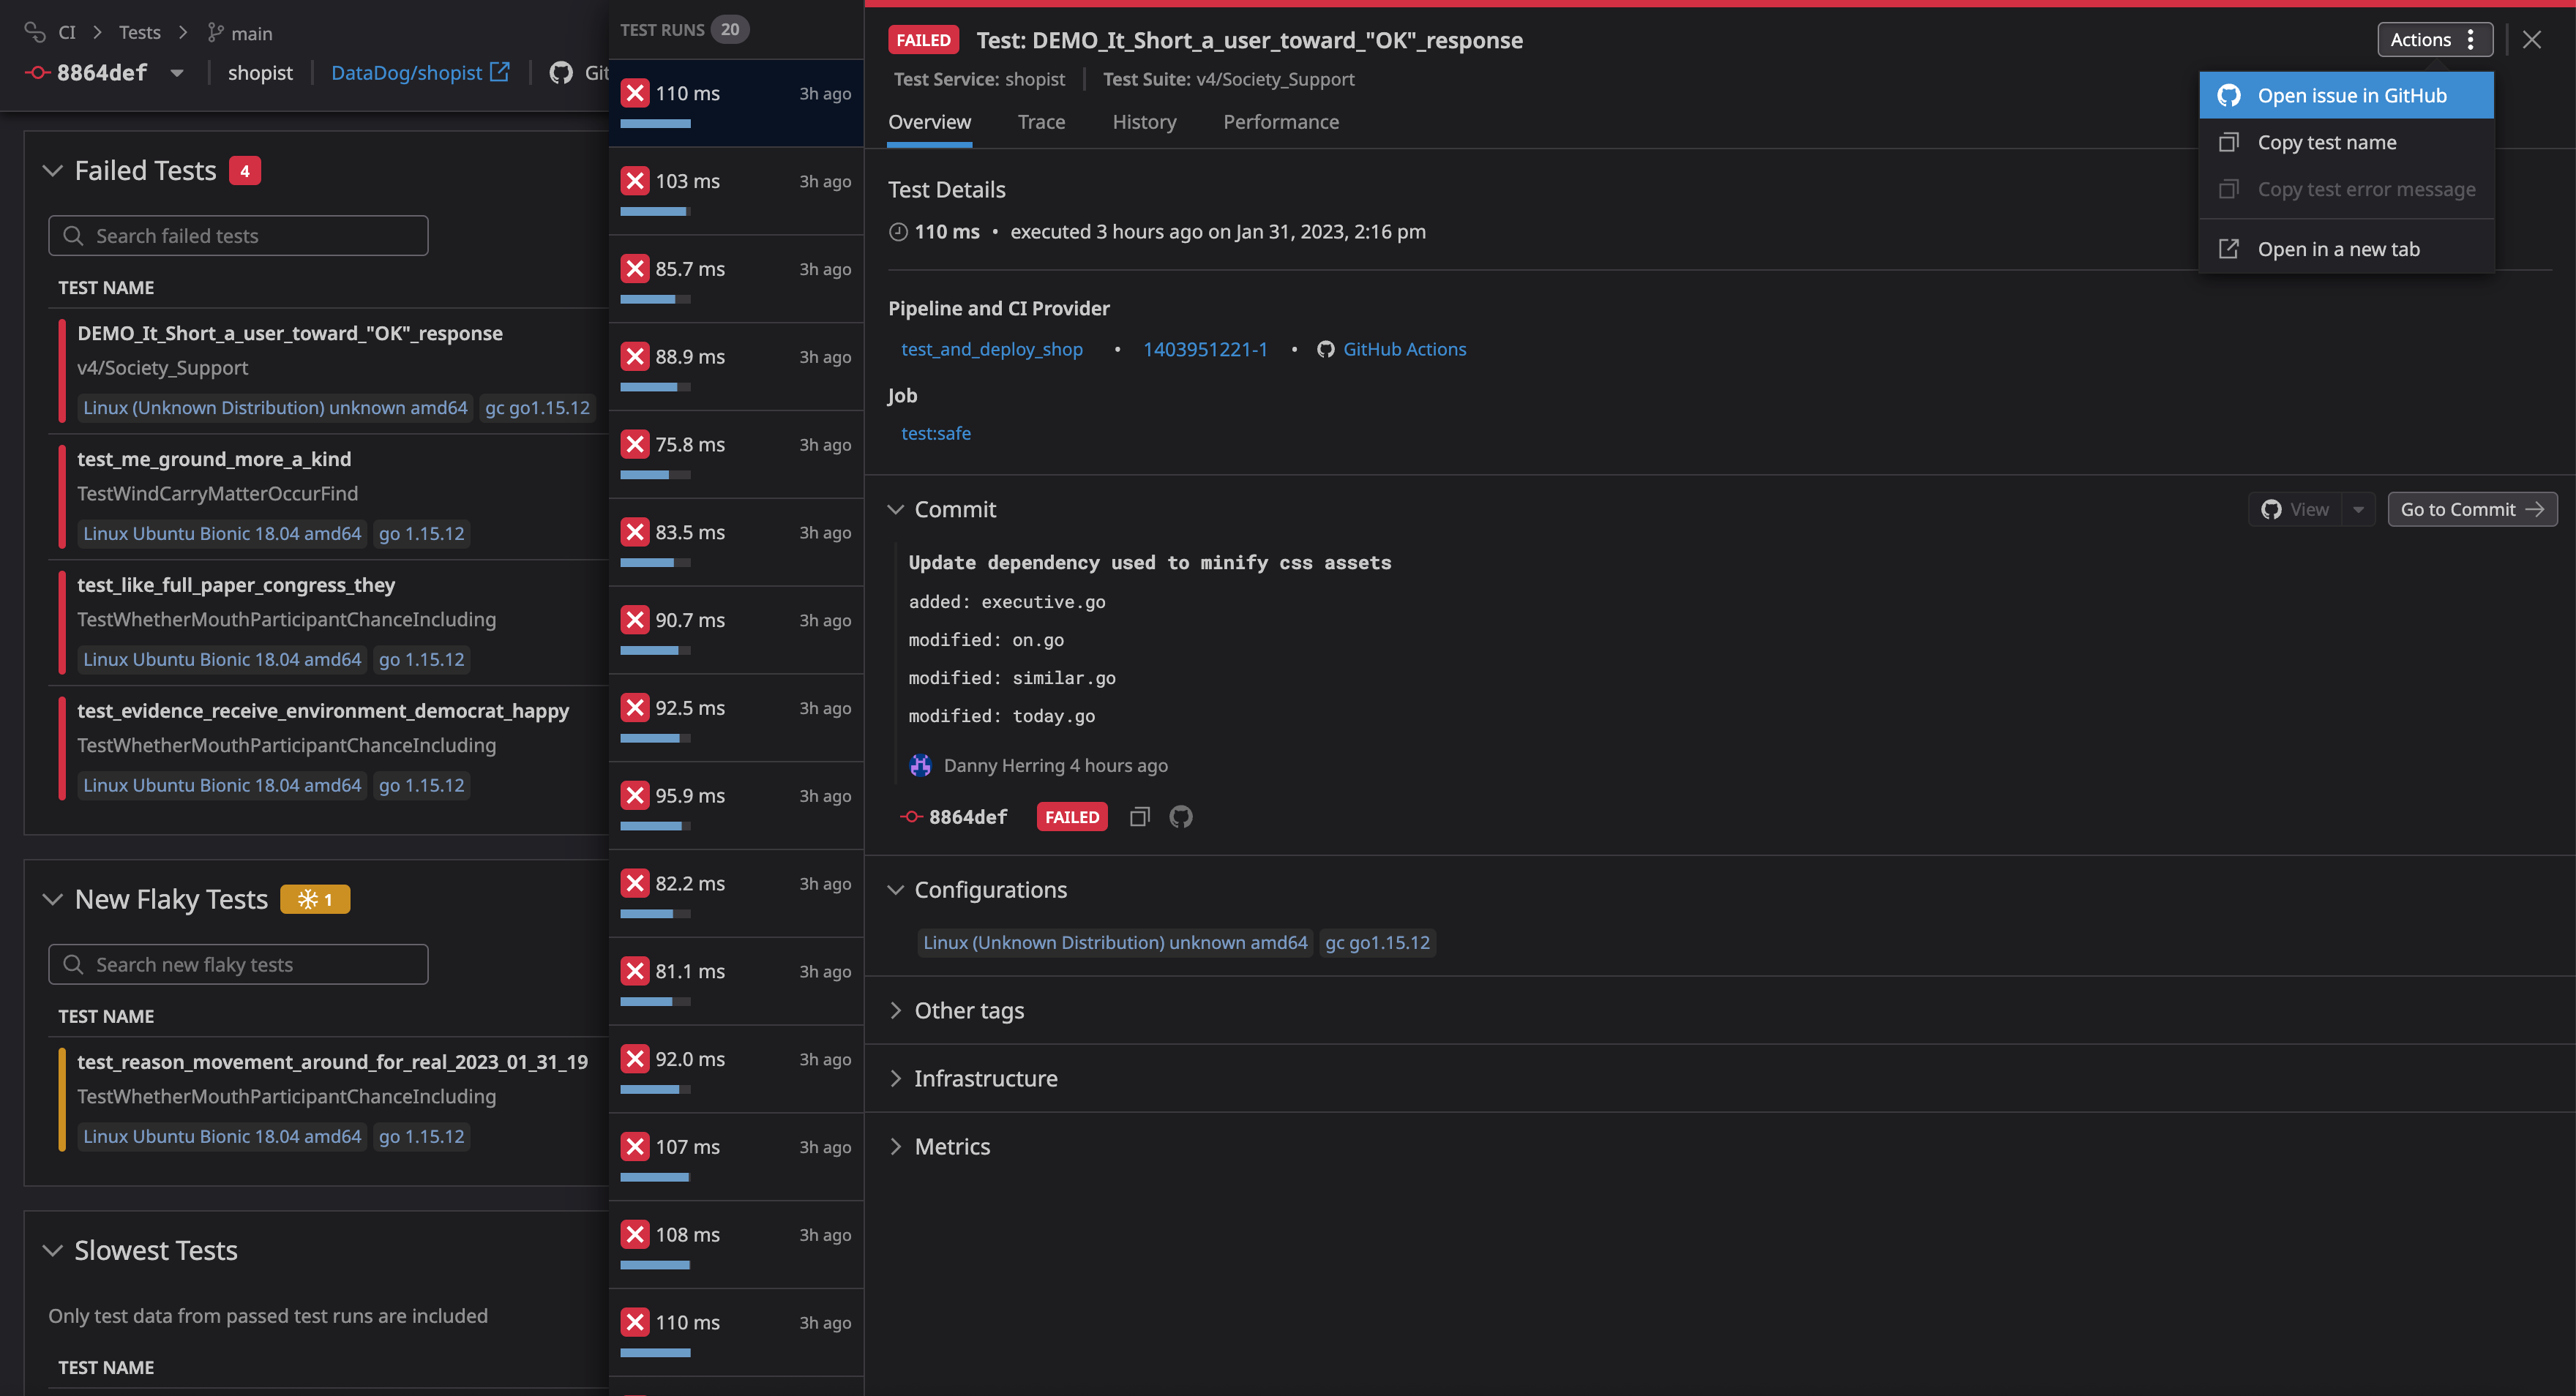 CI > Tests > main
8864def shopist DataDog/shopist Git
Failed Tests 4
Search failed tests
TEST NAME
DEMO_It_Short_a_user_toward_"OK"_response
v4/Society_Support
Linux (Unknown Distribution) unknown amd64 gc go1.15.12
test_me_ground_more_a_kind
TestWindCarryMatterOccurFind
Linux Ubuntu Bionic 18.04 amd64 go 1.15.12
test_like_full_paper_congress_they
TestWhetherMouthParticipantChanceIncluding
Linux Ubuntu Bionic 18.04 amd64 go 1.15.12
test_evidence_receive_environment_democrat_happy
TestWhetherMouthParticipantChanceIncluding
Linux Ubuntu Bionic 18.04 amd64 go 1.15.12
New Flaky Tests 1
Search new flaky tests
TEST NAME
test_reason_movement_around_for_real_2023_01_31_19
TestWhetherMouthParticipantChanceIncluding
Linux Ubuntu Bionic 18.04 amd64 go 1.15.12
Slowest Tests
Only test data from passed test runs are included
TEST NAME
TEST RUNS 20
110 ms 3h ago
103 ms 3h ago
85.7 ms 3h ago
88.9 ms 3h ago
75.8 ms 3h ago
83.5 ms 3h ago
90.7 ms 3h ago
92.5 ms 3h ago
95.9 ms 3h ago
82.2 ms 3h ago
81.1 ms 3h ago
92.0 ms 3h ago
107 ms 3h ago
108 ms 3h ago
110 ms 3h ago
FAILED Test: DEMO_It_Short_a_user_toward_"OK"_response
Test Service: shopist Test Suite: v4/Society_Support
Overview Trace History Performance
Actions
Open issue in GitHub
Copy test name
Copy test error message
Open in a new tab
Test Details
110 ms • executed 3 hours ago on Jan 31, 2023, 2:16 pm
Pipeline and CI Provider
test_and_deploy_shop • 1403951221-1 • GitHub Actions
Job
test:safe
Commit
View Go to Commit
Update dependency used to minify css assets
added: executive.go
modified: on.go
modified: similar.go
modified: today.go
Danny Herring 4 hours ago
8864def FAILED
Configurations
Linux (Unknown Distribution) unknown amd64 gc go1.15.12
Other tags
Infrastructure
Metrics